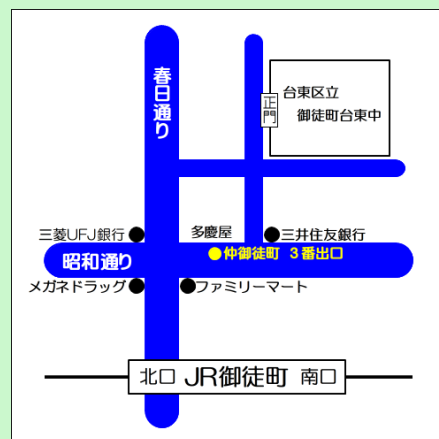 春日通り
台東区立
御徒町台東中
正門
三菱UFJ銀行
多慶屋
三井住友銀行
仲御徒町 3番出口
昭和通り
メガネドラッグ
ファミリーマート
北口 JR御徒町 南口